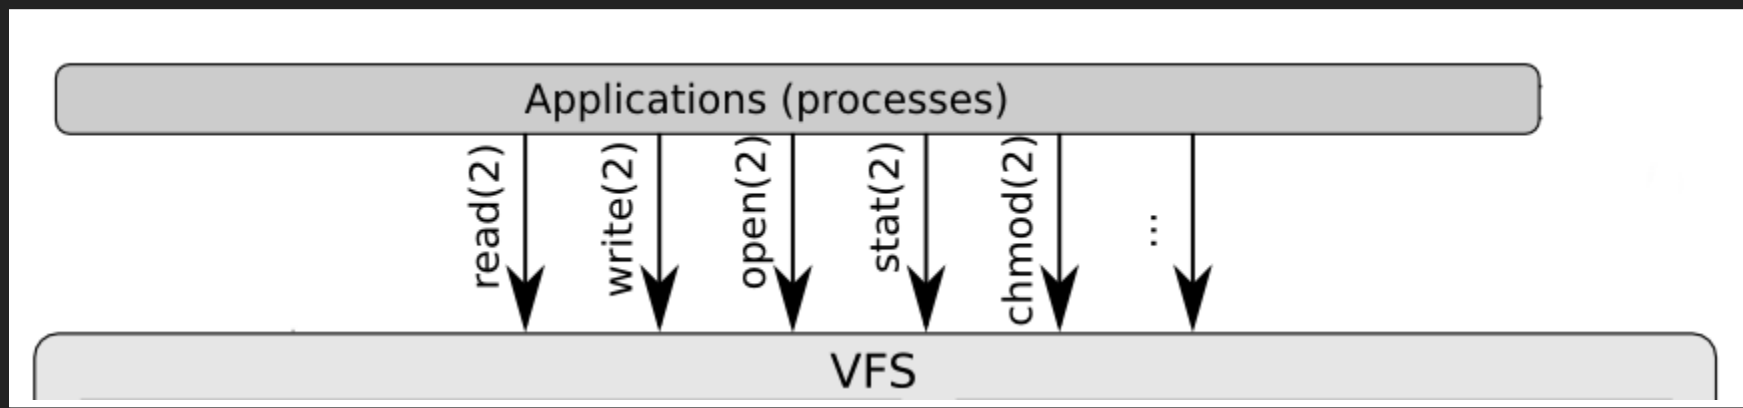 Applications (processes)
read(2)
write(2)
open(2)
stat(2)
chmod(2)
...
VFS